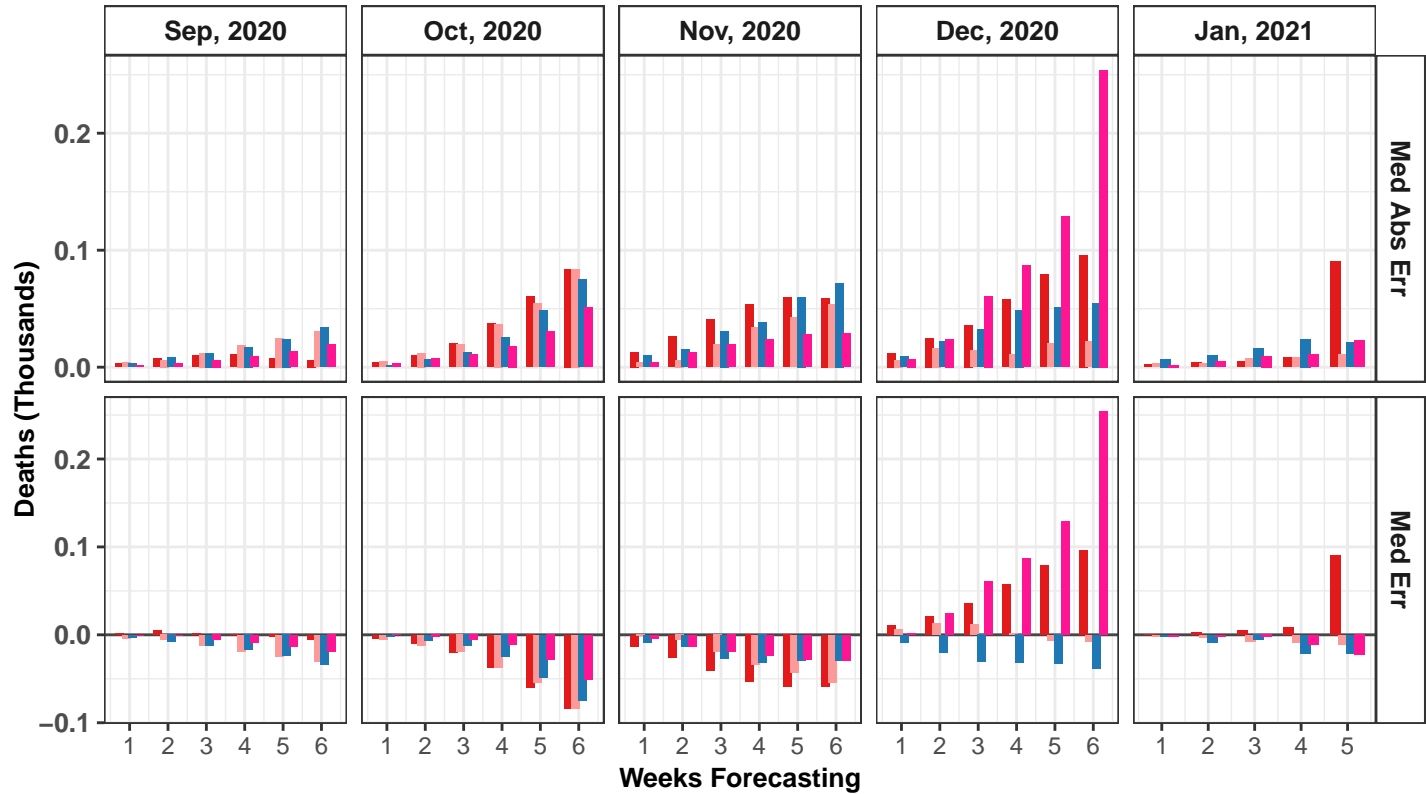 Sep, 2020
Oct, 2020
Nov, 2020
Dec, 2020
Jan, 2021
Deaths (Thousands)
0.2
0.1
0.0
Med Abs Err
0.2
0.1
0.0
−0.1
Med Err
1 2 3 4 5 6
1 2 3 4 5 6
1 2 3 4 5 6
1 2 3 4 5 6
1 2 3 4 5
Weeks Forecasting